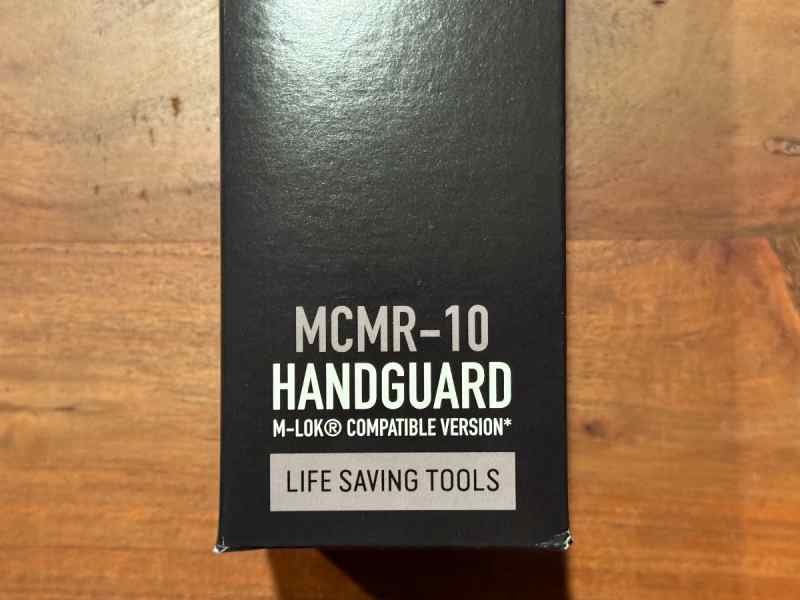 MCMR-10
HANDGUARD
M-LOK® COMPATIBLE VERSION*
LIFE SAVING TOOLS